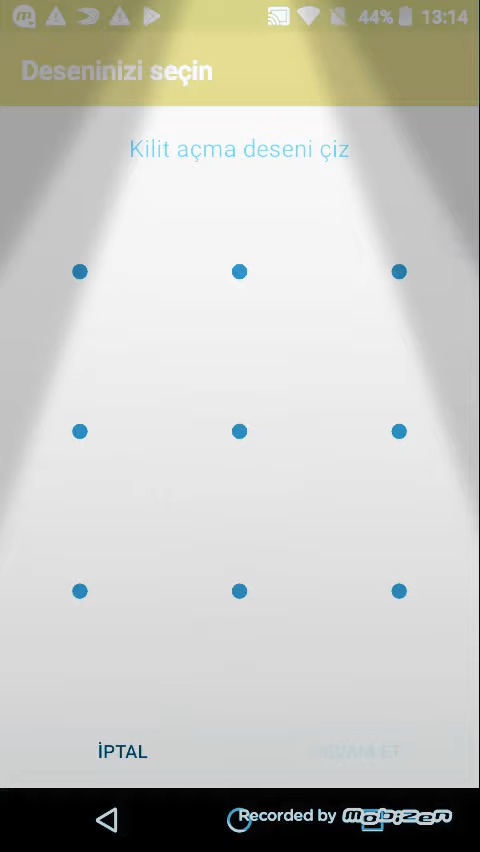 44% 13:14
Deseninizi seçin
Kilit açma deseni çiz
İPTAL
Recorded by mobizen